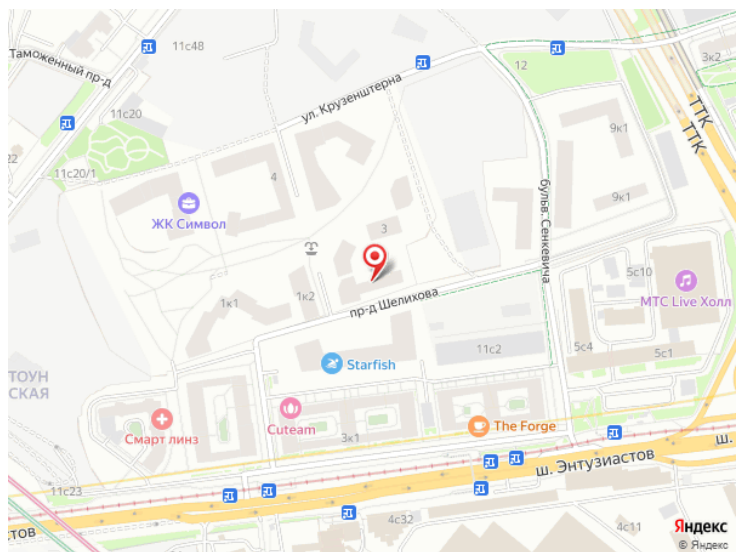 11с48
Таможенный пр-д
3к2
12
ул. Крузенштерна
11с20
ТТК
ТТК
9к1
22
11с20/1
4
бульв. Сенкевича
9к1
ЖК Символ
3
5с10
МТС Live Холл
1к1
1к2
пр-д Шелихова
11с2
5с4
5с1
ТОУН
СКАЯ
Starfish
Смарт линз
Cuteam
3к1
The Forge
ш. Энтузиастов
ш.
11с23
стов
4с32
4с11
Яндекс
© Яндекс